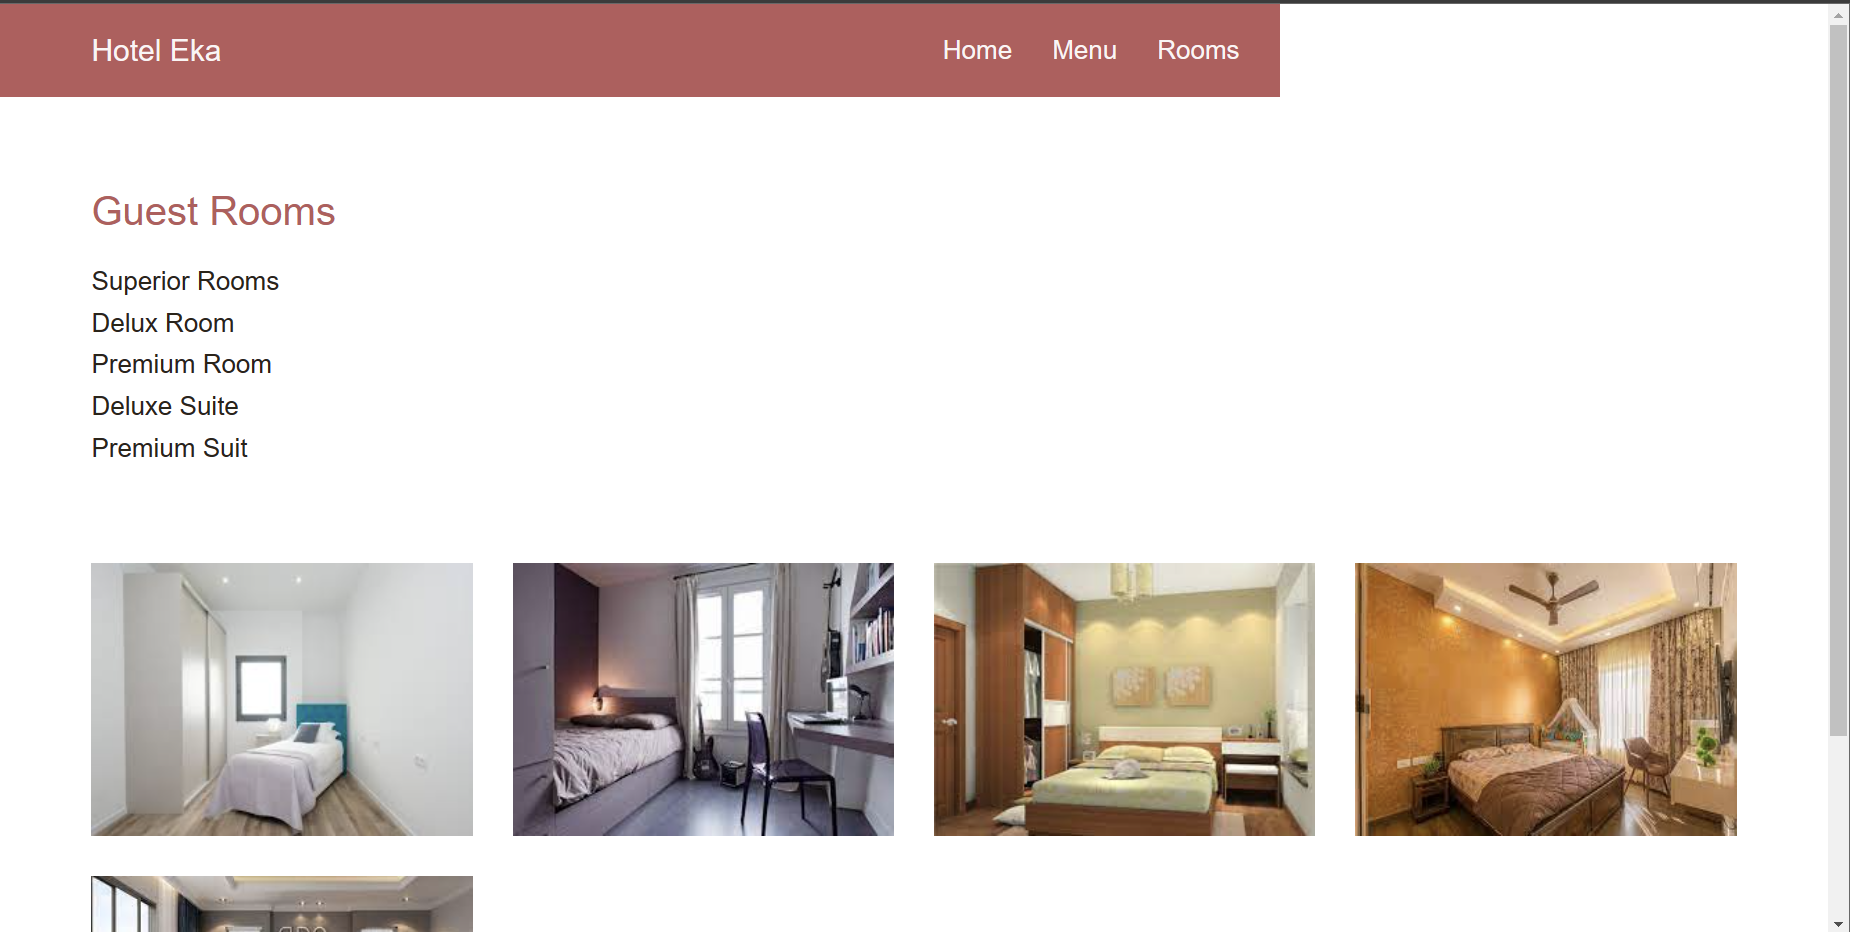 Hotel Eka
Home Menu Rooms
Guest Rooms
Superior Rooms
Delux Room
Premium Room
Deluxe Suite
Premium Suit